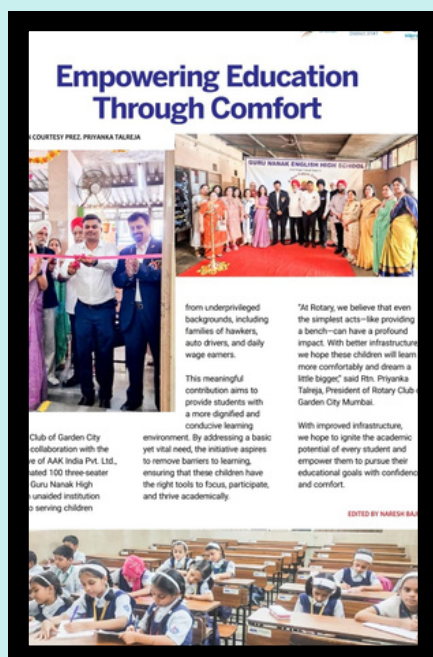 District 3141
Empowering Education
Through Comfort
COURTESY PREZ. PRIYANKA TALREJA
GURU NANAK ENGLISH HIGH SCHOOL
Club of Garden City
collaboration with the
ve of AAK India Pvt. Ltd.,
nated 100 three-seater
Guru Nanak High
unaided institution
o serving children
from underprivileged
backgrounds, including
families of hawkers,
auto drivers, and daily
wage earners.
This meaningful
contribution aims to
provide students with
a more dignified and
conducive learning
environment. By addressing a basic
yet vital need, the initiative aspires
to remove barriers to learning,
ensuring that these children have
the right tools to focus, participate,
and thrive academically.
"At Rotary, we believe that even
the simplest acts—like providing
a bench—can have a profound
impact. With better infrastructure
we hope these children will learn
more comfortably and dream a
little bigger," said Rtn. Priyanka
Talreja, President of Rotary Club
Garden City Mumbai.
With improved infrastructure,
we hope to ignite the academic
potential of every student and
empower them to pursue their
educational goals with confidenc
and comfort.
EDITED BY NARESH BAJ